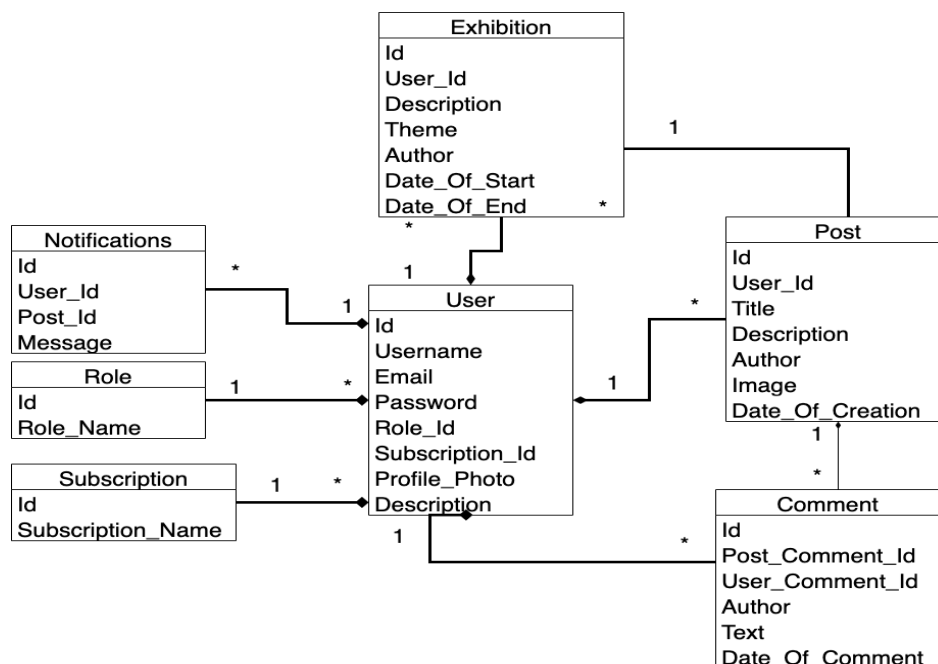 Exhibition
Id
User_Id
Description
Theme
Author
Date_Of_Start
Date_Of_End
*
*
1
1
Notifications
Id
User_Id
Post_Id
Message
*
1
Role
Id
Role_Name
1
*
Subscription
Id
Subscription_Name
1
*
User
Id
Username
Email
Password
Role_Id
Subscription_Id
Profile_Photo
Description
1
*
1
*
Post
Id
User_Id
Title
Description
Author
Image
Date_Of_Creation
1
*
Comment
Id
Post_Comment_Id
User_Comment_Id
Author
Text
Date_Of_Comment